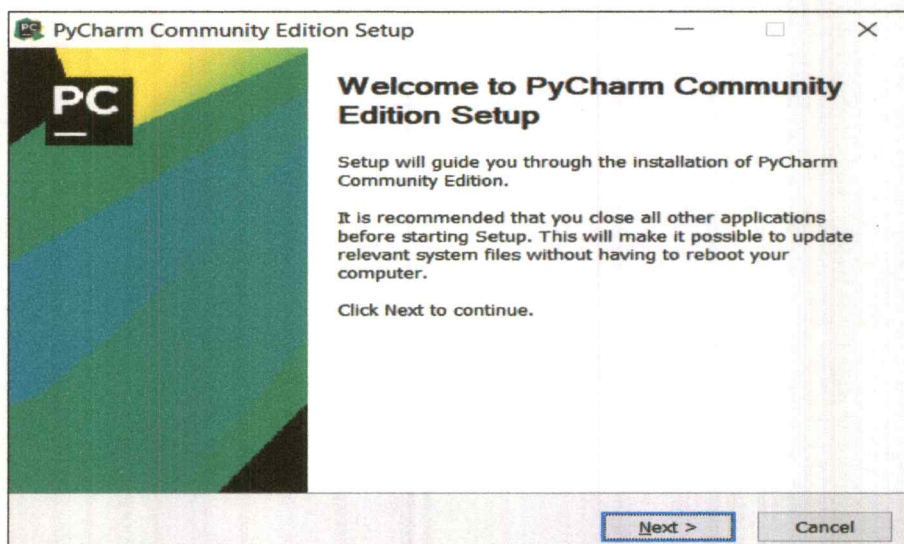 PyCharm Community Edition Setup
PC
Welcome to PyCharm Community
Edition Setup
Setup will guide you through the installation of PyCharm
Community Edition.
It is recommended that you close all other applications
before starting Setup. This will make it possible to update
relevant system files without having to reboot your
computer.
Click Next to continue.
Next >
Cancel